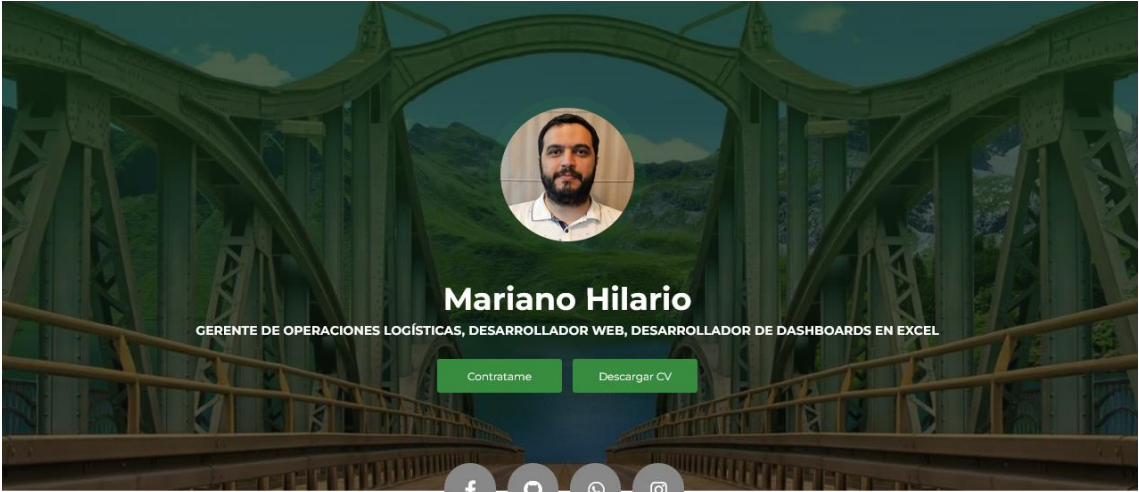 Mariano Hilario
GERENTE DE OPERACIONES LOGÍSTICAS, DESARROLLADOR WEB, DESARROLLADOR DE DASHBOARDS EN EXCEL
Contratame
Descargar CV